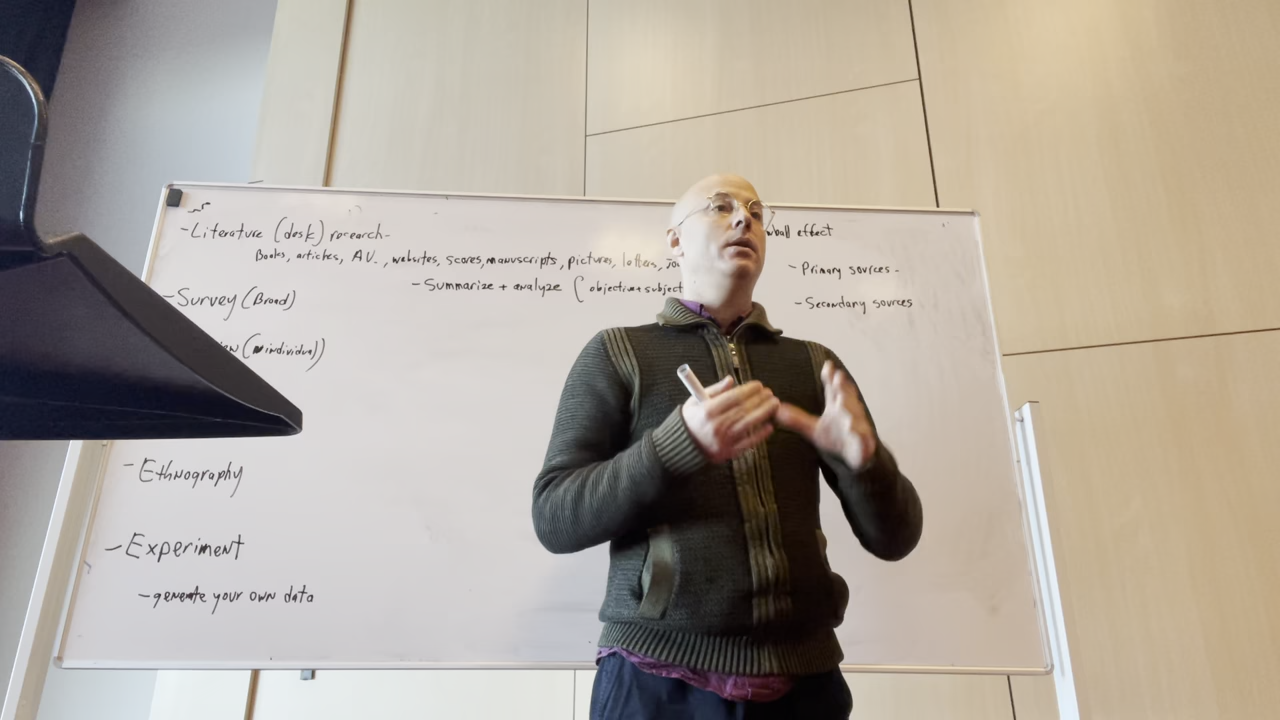 -Literature (desk) research-
Books, articles, AV., websites, scores, manuscripts, pictures, letters,
-Summarize + analyze (objective + subject
-Survey (Broad)
(individual))
-Ethnography
-Experiment
-generate your own data
effect
-Primary sources-
-Secondary sources